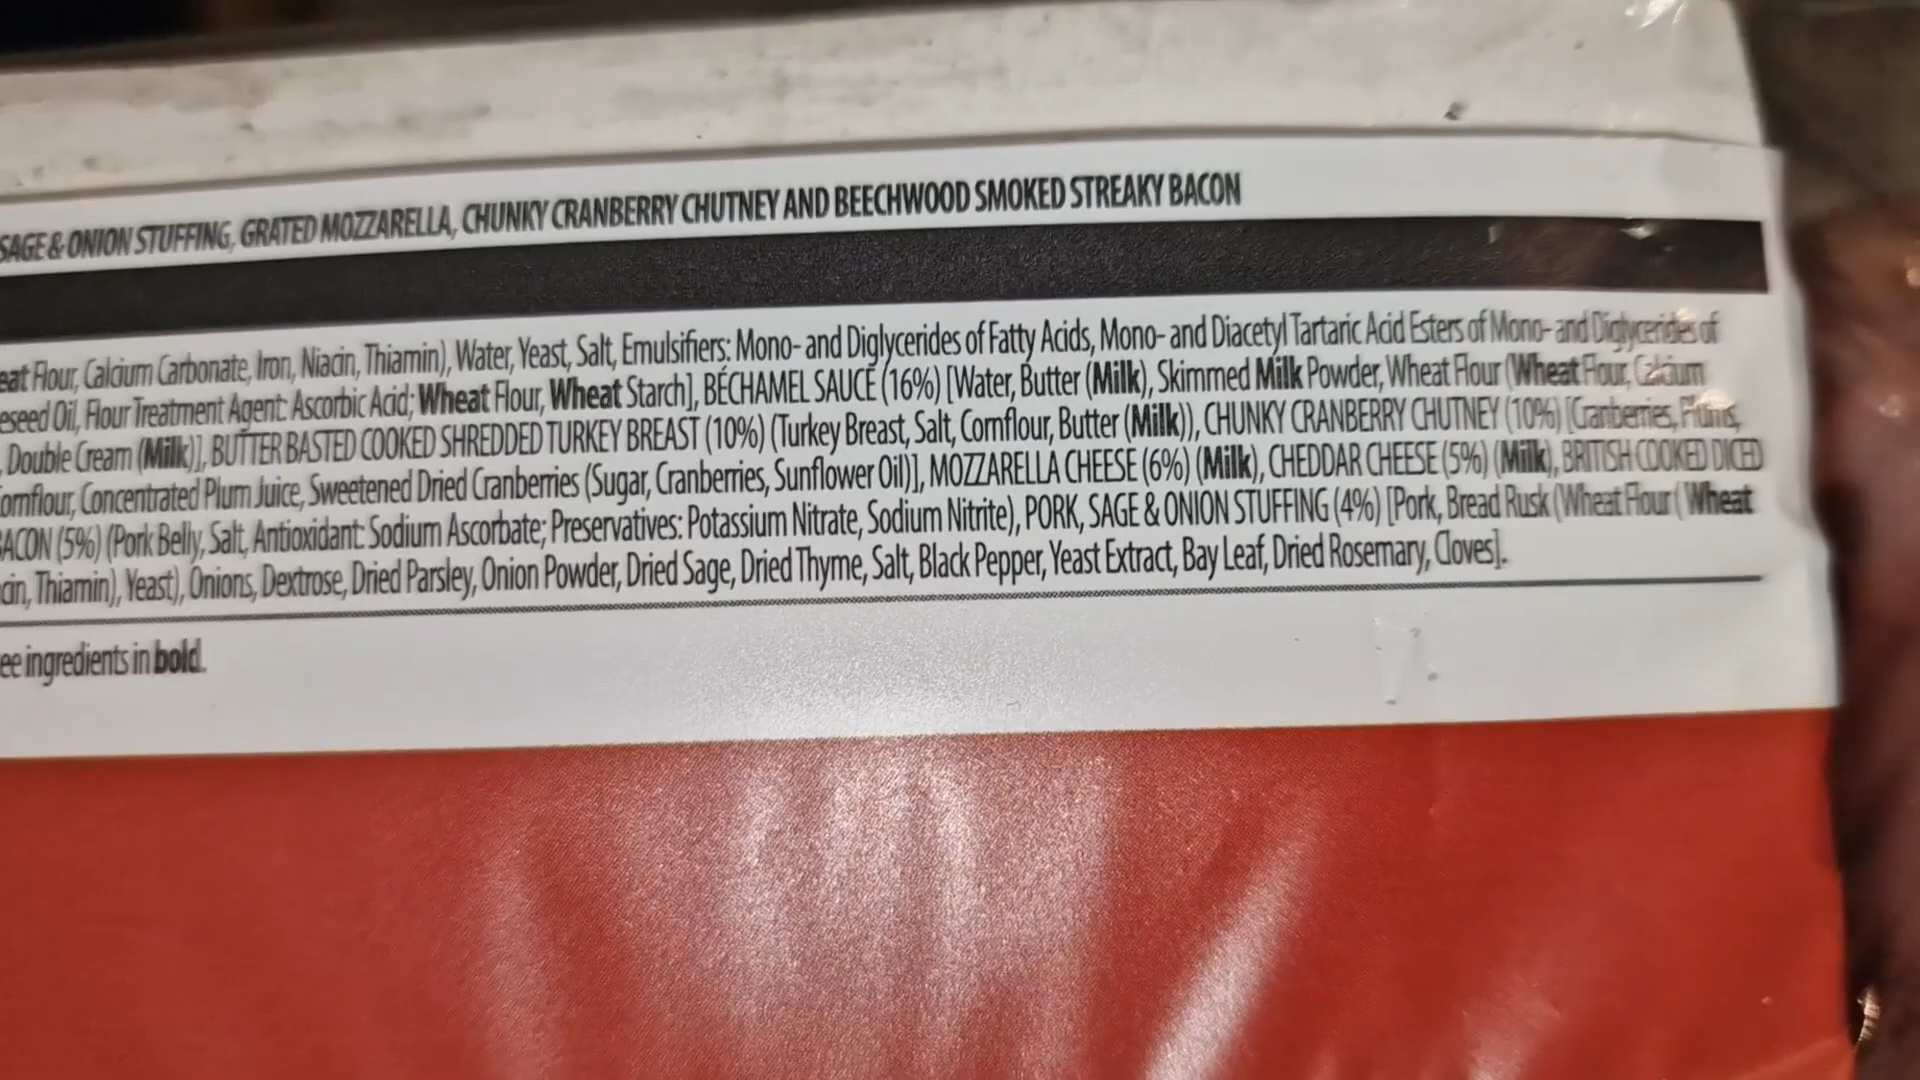 SAGE & ONION STUFFING, GRATED MOZZARELLA, CHUNKY CRANBERRY CHUTNEY AND BEECHWOOD SMOKED STREAKY BACON
eat Flour, Calcium Carbonate, Iron, Niacin, Thiamin), Water, Yeast, Salt, Emulsifiers: Mono- and Diglycerides of Fatty Acids, Mono- and Diacetyl Tartaric Acid Esters of Mono- and Diglycerides of
eseed Oil, Flour Treatment Agent: Ascorbic Acid; Wheat Flour, Wheat Starch], BÉCHAMEL SAUCE (16%) [Water, Butter (Milk), Skimmed Milk Powder, Wheat Flour (Wheat Flour, Calcium
, Double Cream (Milk)], BUTTER BASTED COOKED SHREDDED TURKEY BREAST (10%) (Turkey Breast, Salt, Cornflour, Butter (Milk)), CHUNKY CRANBERRY CHUTNEY (10%) [Cranberries, Plums,
ornflour, Concentrated Plum Juice, Sweetened Dried Cranberries (Sugar, Cranberries, Sunflower Oil)], MOZZARELLA CHEESE (6%) (Milk), CHEDDAR CHEESE (5%) (Milk), BRITISH COOKED DICED
BACON (5%) (Pork Belly, Salt, Antioxidant: Sodium Ascorbate; Preservatives: Potassium Nitrate, Sodium Nitrite), PORK, SAGE & ONION STUFFING (4%) [Pork, Bread Rusk (Wheat Flour ( Wheat
cin, Thiamin), Yeast), Onions, Dextrose, Dried Parsley, Onion Powder, Dried Sage, Dried Thyme, Salt, Black Pepper, Yeast Extract, Bay Leaf, Dried Rosemary, Cloves].
ee ingredients in bold.